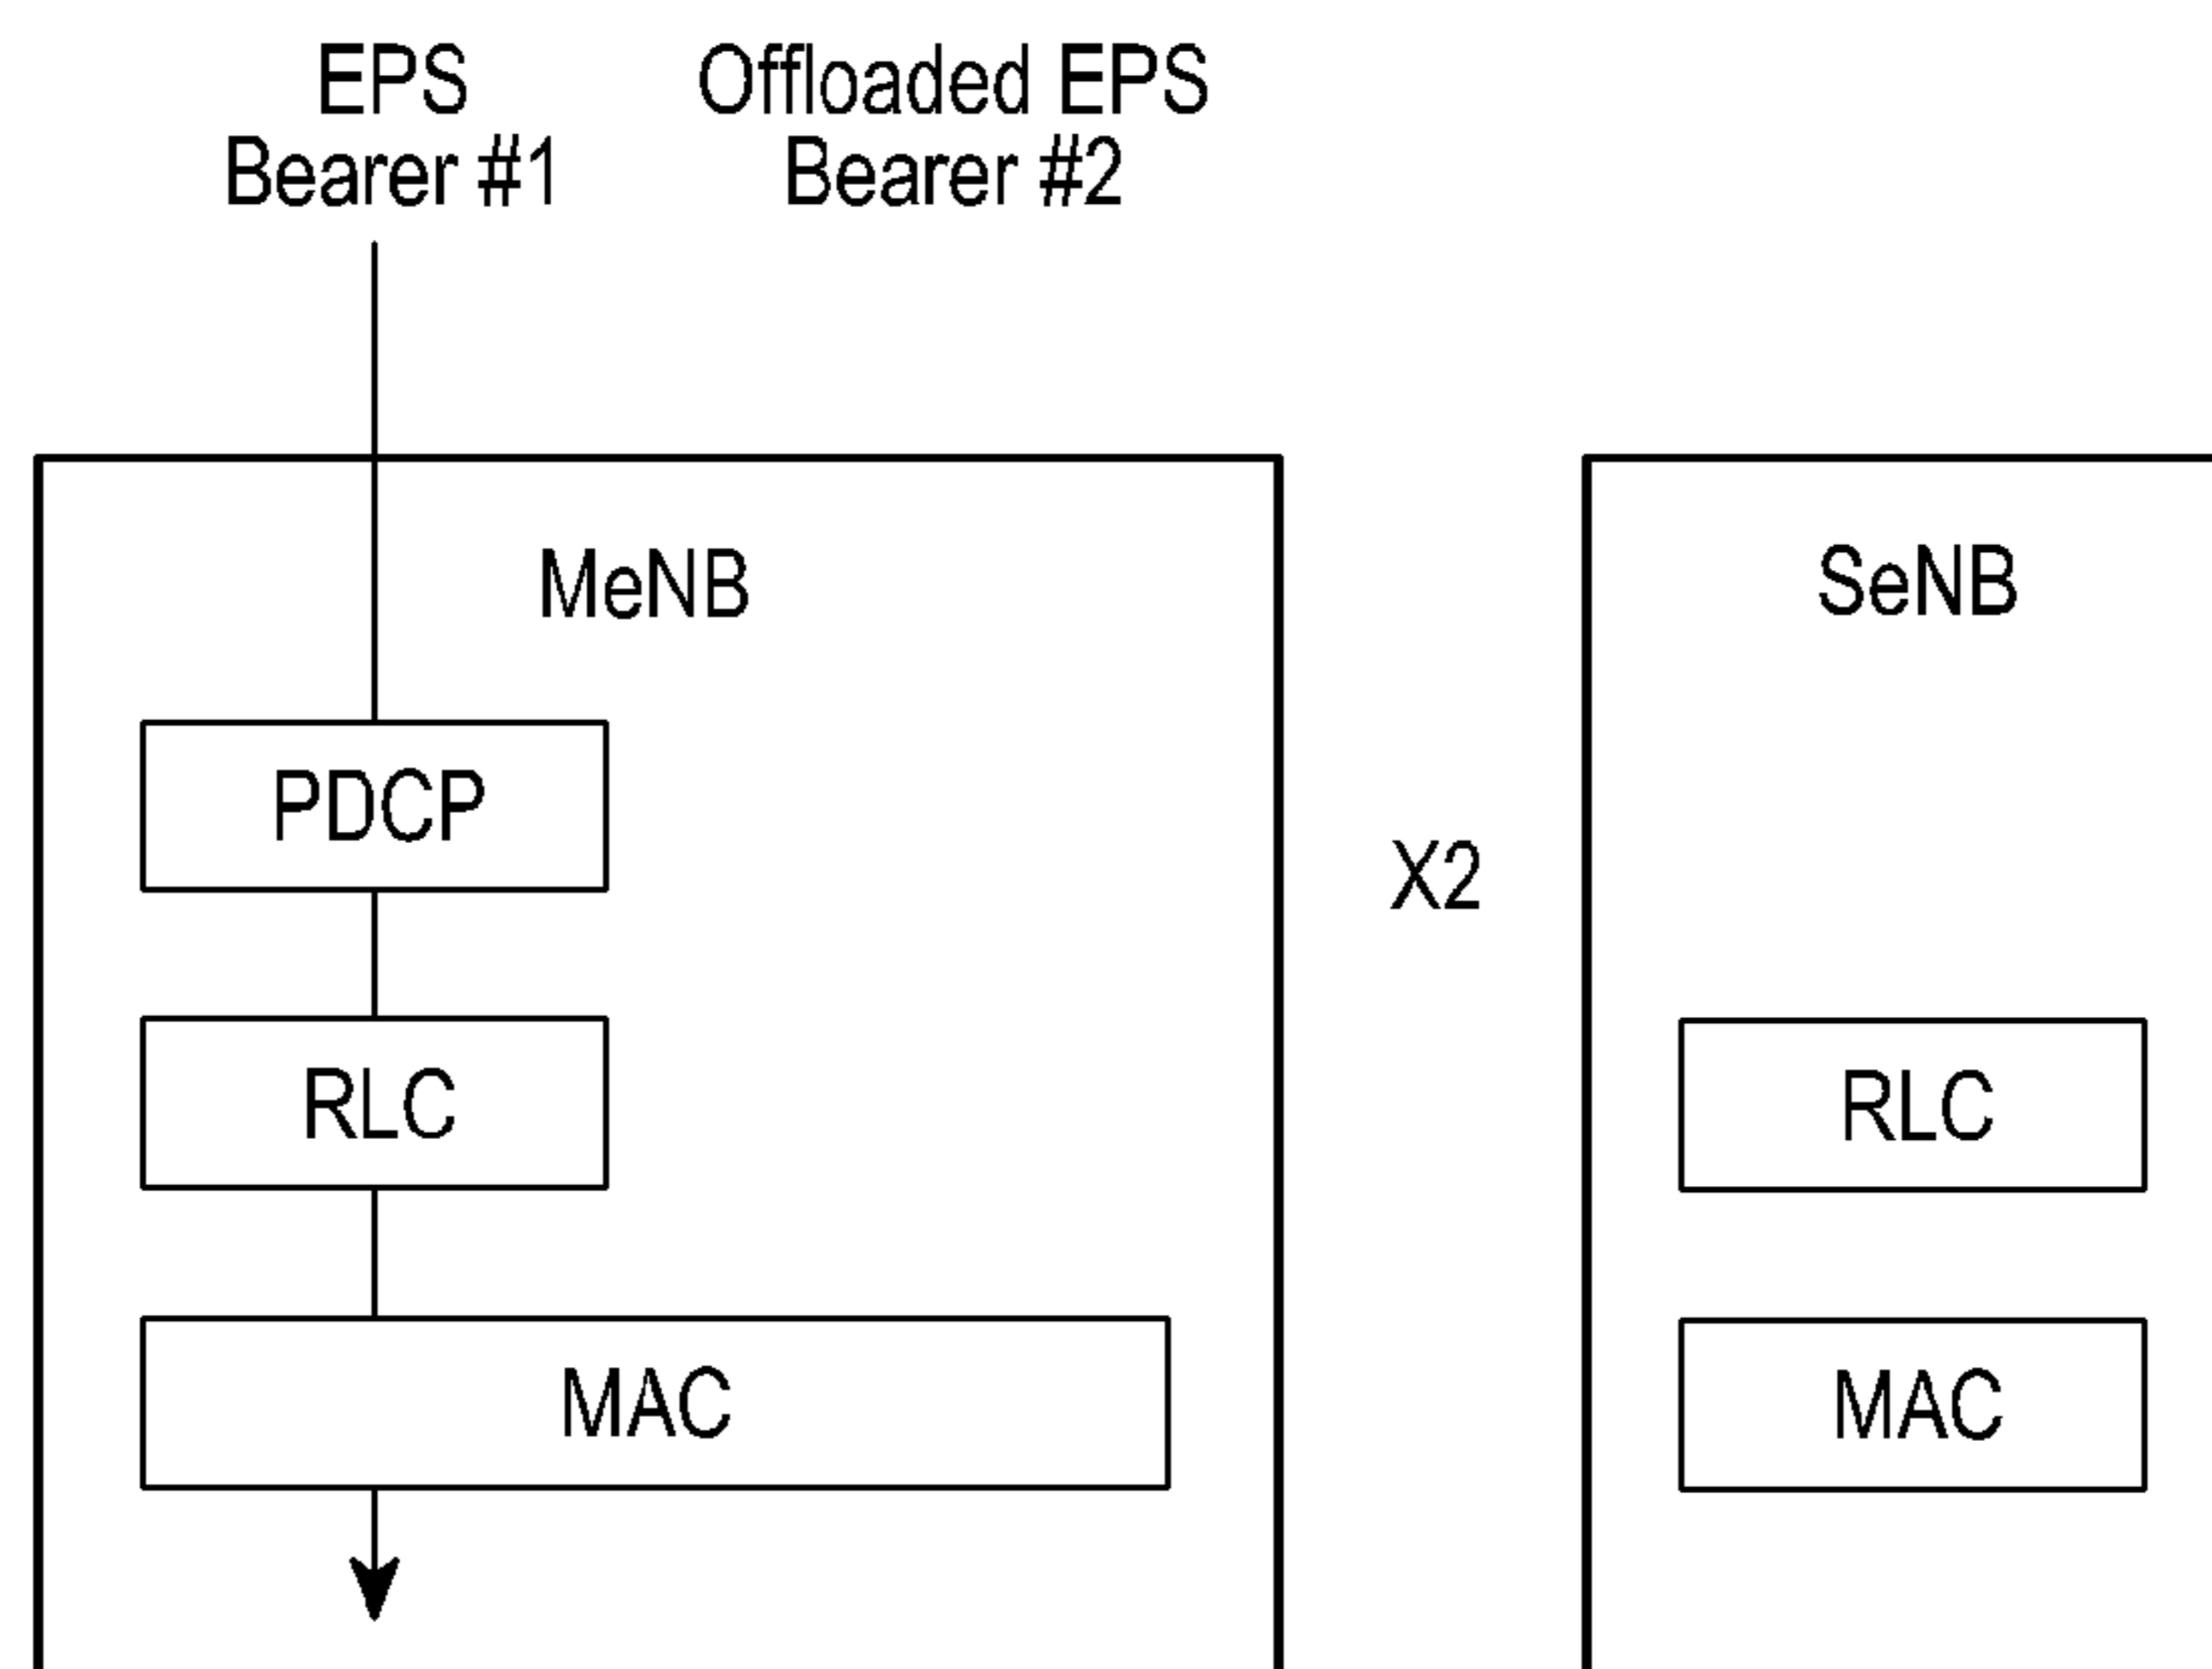 EPS
Bearer #1
Offloaded EPS
Bearer #2
MeNB
PDCP
RLC
MAC
X2
SeNB
RLC
MAC